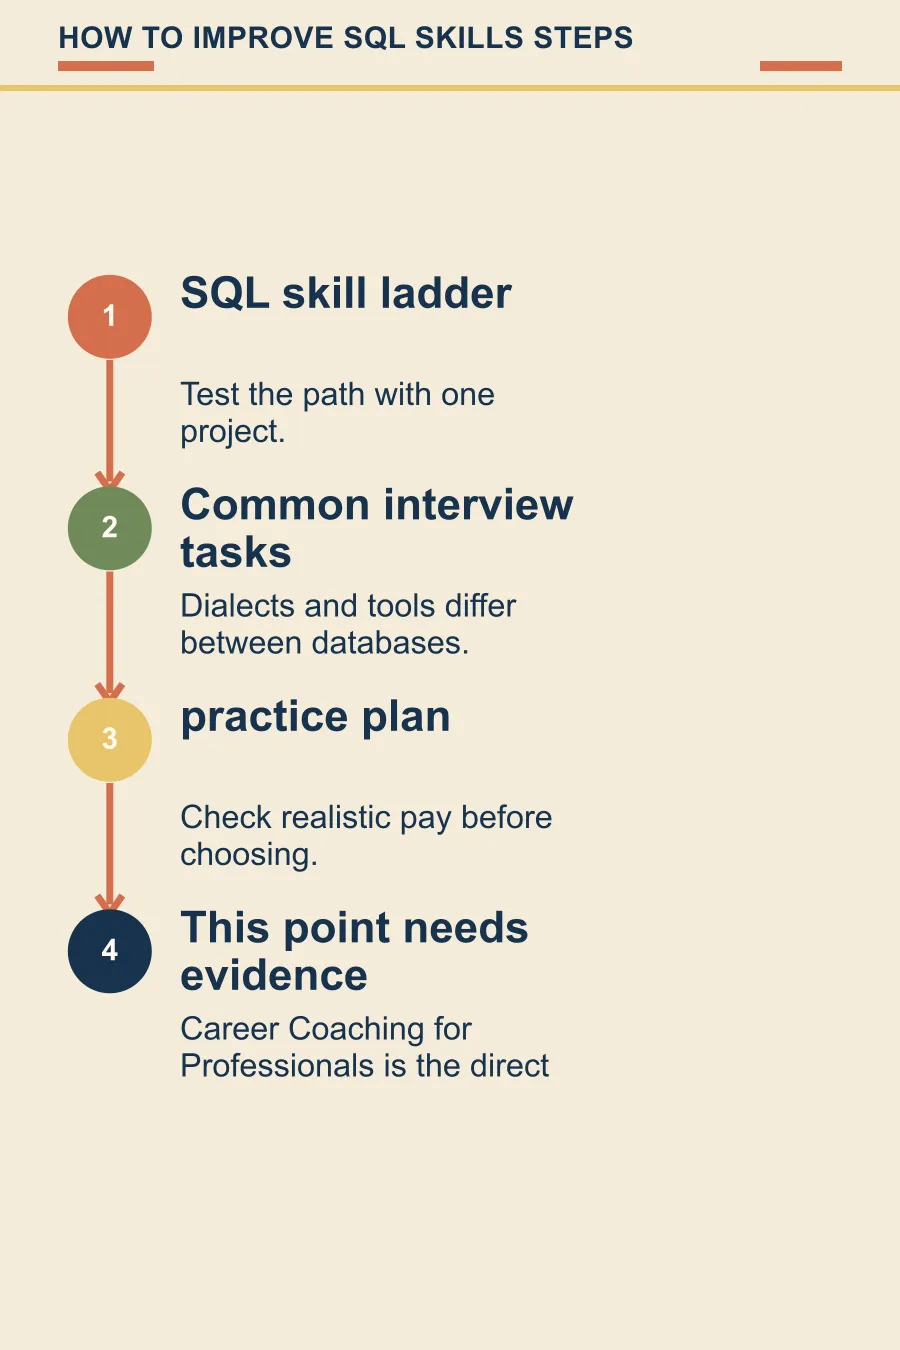 HOW TO IMPROVE SQL SKILLS STEPS
1
SQL skill ladder
Test the path with one
project.
2
Common interview
tasks
Dialects and tools differ
between databases.
3
practice plan
Check realistic pay before
choosing.
4
This point needs
evidence
Career Coaching for
Professionals is the direct